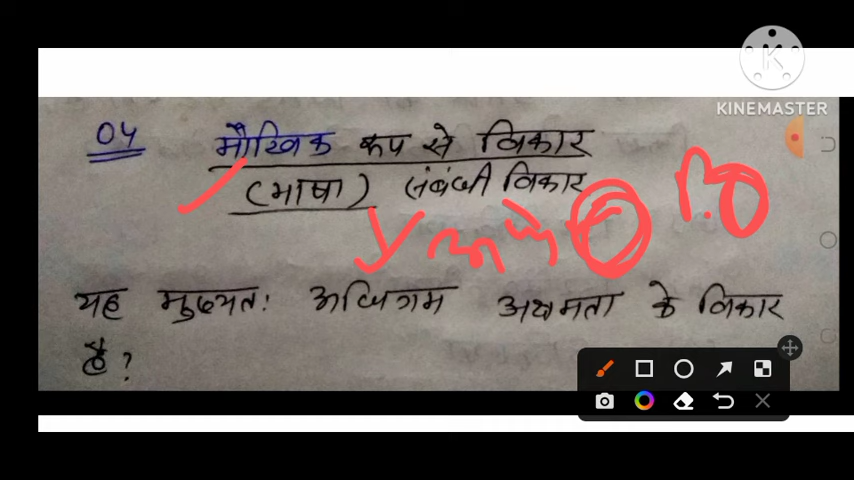 KINEMASTER
04 मौखिक रूप से विकार
(भाषा) संबंधी विकार
यह मुख्यतः अधिगम अक्षमता के विकार
है?